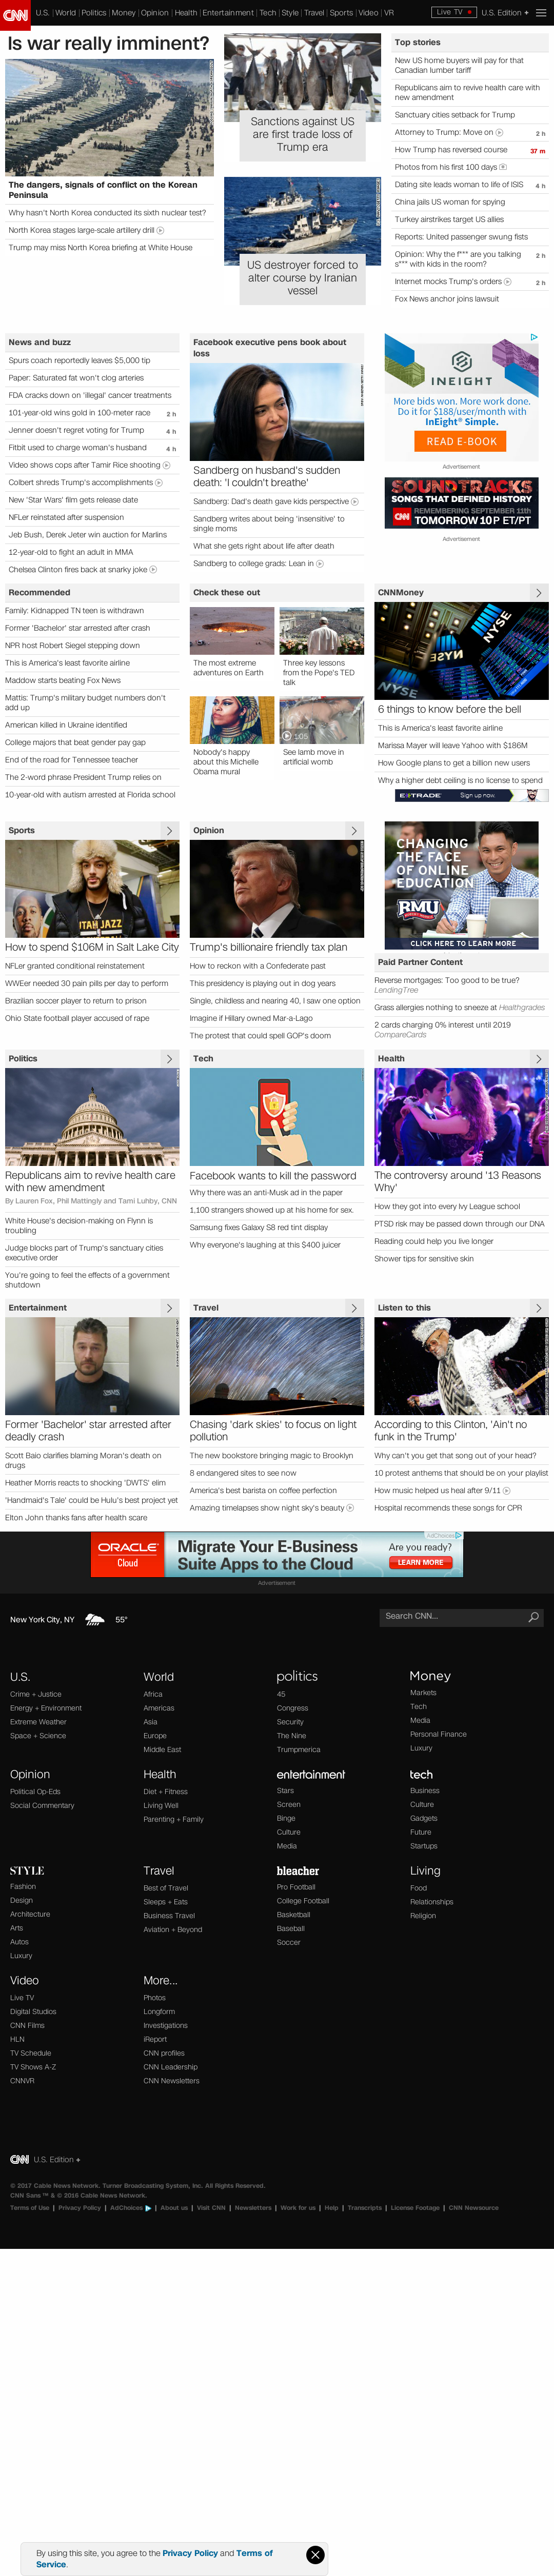 CNN
U.S. | World | Politics | Money | Opinion | Health | Entertainment | Tech | Style | Travel | Sports | Video | VR
Live TV
U.S. Edition +
Is war really imminent?
The dangers, signals of conflict on the Korean
Peninsula
Why hasn't North Korea conducted its sixth nuclear test?
North Korea stages large-scale artillery drill
Trump may miss North Korea briefing at White House
Sanctions against US
are first trade loss of
Trump era
US destroyer forced to
alter course by Iranian
vessel
Top stories
New US home buyers will pay for that
Canadian lumber tariff
Republicans aim to revive health care with
new amendment
Sanctuary cities setback for Trump
Attorney to Trump: Move on
2 h
How Trump has reversed course
37 m
Photos from his first 100 days
Dating site leads woman to life of ISIS
4 h
China jails US woman for spying
Turkey airstrikes target US allies
Reports: United passenger swung fists
Opinion: Why the f*** are you talking
s*** with kids in the room?
2 h
Internet mocks Trump's orders
2 h
Fox News anchor joins lawsuit
News and buzz
Spurs coach reportedly leaves $5,000 tip
Paper: Saturated fat won't clog arteries
FDA cracks down on 'illegal' cancer treatments
101-year-old wins gold in 100-meter race
2 h
Jenner doesn't regret voting for Trump
4 h
Fitbit used to charge woman's husband
4 h
Video shows cops after Tamir Rice shooting
Colbert shreds Trump's accomplishments
New 'Star Wars' film gets release date
NFLer reinstated after suspension
Jeb Bush, Derek Jeter win auction for Marlins
12-year-old to fight an adult in MMA
Chelsea Clinton fires back at snarky joke
Facebook executive pens book about
loss
Sandberg on husband's sudden
death: 'I couldn't breathe'
Sandberg: Dad's death gave kids perspective
Sandberg writes about being 'insensitive' to
single moms
What she gets right about life after death
Sandberg to college grads: Lean in
INEIGHT
More bids won. More work done.
Do it for $188/user/month with
InEight® Simple.
READ E-BOOK
Advertisement
SOUNDTRACKS
SONGS THAT DEFINED HISTORY
REMEMBERING SEPTEMBER 11th
CNN TOMORROW 10P ET/PT
Advertisement
Recommended
Family: Kidnapped TN teen is withdrawn
Former 'Bachelor' star arrested after crash
NPR host Robert Siegel stepping down
This is America's least favorite airline
Maddow starts beating Fox News
Mattis: Trump's military budget numbers don't
add up
American killed in Ukraine identified
College majors that beat gender pay gap
End of the road for Tennessee teacher
The 2-word phrase President Trump relies on
10-year-old with autism arrested at Florida school
Check these out
The most extreme
adventures on Earth
Three key lessons
from the Pope's TED
talk
1:05
Nobody's happy
about this Michelle
Obama mural
See lamb move in
artificial womb
CNNMoney
NYSE
NYSE
NYSE
6 things to know before the bell
This is America's least favorite airline
Marissa Mayer will leave Yahoo with $186M
How Google plans to get a billion new users
Why a higher debt ceiling is no license to spend
E*TRADE
Sign up now.
Sports
UTAH JAZZ
How to spend $106M in Salt Lake City
NFLer granted conditional reinstatement
WWEer needed 30 pain pills per day to perform
Brazilian soccer player to return to prison
Ohio State football player accused of rape
Opinion
Trump's billionaire friendly tax plan
How to reckon with a Confederate past
This presidency is playing out in dog years
Single, childless and nearing 40, I saw one option
Imagine if Hillary owned Mar-a-Lago
The protest that could spell GOP's doom
CHANGING
THE FACE
OF ONLINE
EDUCATION
RMU
CLICK HERE TO LEARN MORE
Paid Partner Content
Reverse mortgages: Too good to be true?
LendingTree
Grass allergies nothing to sneeze at Healthgrades
2 cards charging 0% interest until 2019
CompareCards
Politics
Republicans aim to revive health care
with new amendment
By Lauren Fox, Phil Mattingly and Tami Luhby, CNN
White House's decision-making on Flynn is
troubling
Judge blocks part of Trump's sanctuary cities
executive order
You're going to feel the effects of a government
shutdown
Tech
Facebook wants to kill the password
Why there was an anti-Musk ad in the paper
1,100 strangers showed up at his home for sex.
Samsung fixes Galaxy S8 red tint display
Why everyone's laughing at this $400 juicer
Health
The controversy around '13 Reasons
Why'
How they got into every Ivy League school
PTSD risk may be passed down through our DNA
Reading could help you live longer
Shower tips for sensitive skin
Entertainment
Former 'Bachelor' star arrested after
deadly crash
Scott Baio clarifies blaming Moran's death on
drugs
Heather Morris reacts to shocking 'DWTS' elim
'Handmaid's Tale' could be Hulu's best project yet
Elton John thanks fans after health scare
Travel
Chasing 'dark skies' to focus on light
pollution
The new bookstore bringing magic to Brooklyn
8 endangered sites to see now
America's best barista on coffee perfection
Amazing timelapses show night sky's beauty
Listen to this
According to this Clinton, 'Ain't no
funk in the Trump'
Why can't you get that song out of your head?
10 protest anthems that should be on your playlist
How music helped us heal after 9/11
Hospital recommends these songs for CPR
ORACLE
Cloud
Migrate Your E-Business
Suite Apps to the Cloud
AdChoices
Are you ready?
LEARN MORE
Advertisement
New York City, NY
55°
Search CNN...
U.S.
Crime + Justice
Energy + Environment
Extreme Weather
Space + Science
World
Africa
Americas
Asia
Europe
Middle East
politics
45
Congress
Security
The Nine
Trumpmerica
Money
Markets
Tech
Media
Personal Finance
Luxury
Opinion
Political Op-Eds
Social Commentary
Health
Diet + Fitness
Living Well
Parenting + Family
entertainment
Stars
Screen
Binge
Culture
Media
tech
Business
Culture
Gadgets
Future
Startups
STYLE
Fashion
Design
Architecture
Arts
Autos
Luxury
Travel
Best of Travel
Sleeps + Eats
Business Travel
Aviation + Beyond
bleacher
Pro Football
College Football
Basketball
Baseball
Soccer
Living
Food
Relationships
Religion
Video
Live TV
Digital Studios
CNN Films
HLN
TV Schedule
TV Shows A-Z
CNNVR
More...
Photos
Longform
Investigations
iReport
CNN profiles
CNN Leadership
CNN Newsletters
CNN U.S. Edition +
© 2017 Cable News Network. Turner Broadcasting System, Inc. All Rights Reserved.
CNN Sans ™ & © 2016 Cable News Network.
Terms of Use | Privacy Policy | AdChoices | About us | Visit CNN | Newsletters | Work for us | Help | Transcripts | License Footage | CNN Newsource
By using this site, you agree to the Privacy Policy and Terms of
Service.